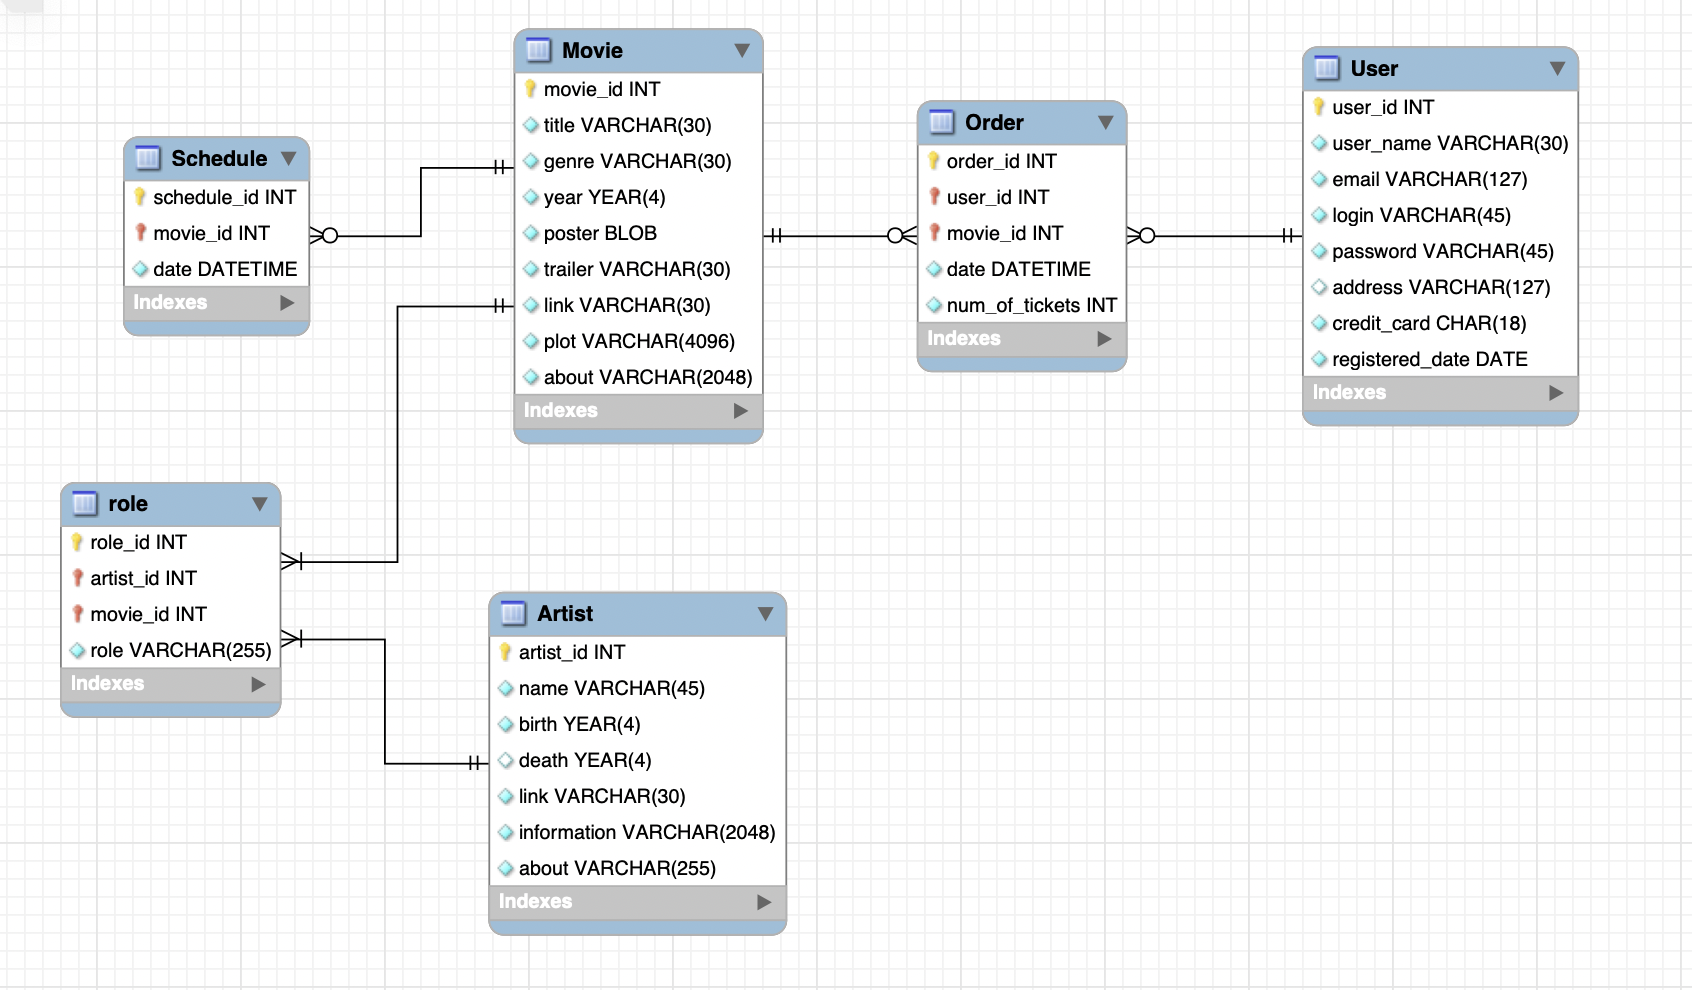 Schedule
schedule_id INT
movie_id INT
date DATETIME
Indexes
Movie
movie_id INT
title VARCHAR(30)
genre VARCHAR(30)
year YEAR(4)
poster BLOB
trailer VARCHAR(30)
link VARCHAR(30)
plot VARCHAR(4096)
about VARCHAR(2048)
Indexes
Order
order_id INT
user_id INT
movie_id INT
date DATETIME
num_of_tickets INT
Indexes
User
user_id INT
user_name VARCHAR(30)
email VARCHAR(127)
login VARCHAR(45)
password VARCHAR(45)
address VARCHAR(127)
credit_card CHAR(18)
registered_date DATE
Indexes
role
role_id INT
artist_id INT
movie_id INT
role VARCHAR(255)
Indexes
Artist
artist_id INT
name VARCHAR(45)
birth YEAR(4)
death YEAR(4)
link VARCHAR(30)
information VARCHAR(2048)
about VARCHAR(255)
Indexes